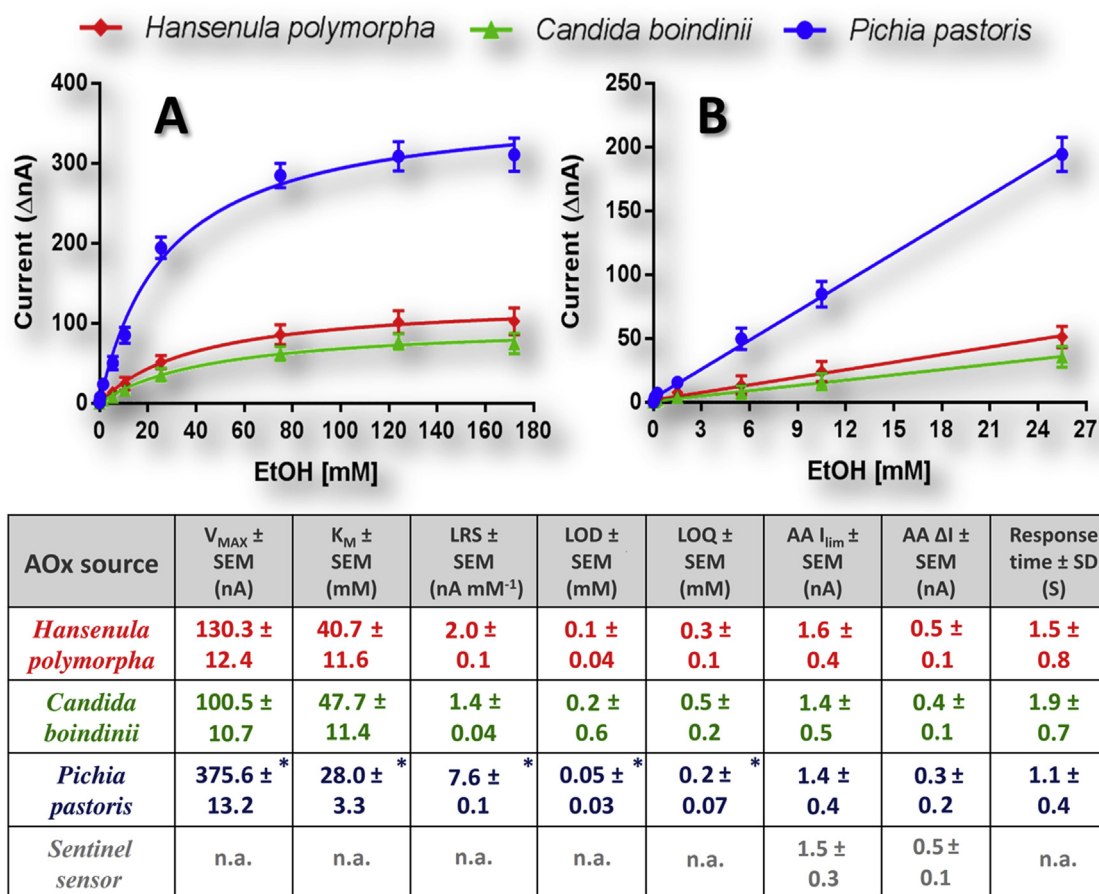 Hansenula polymorpha Candida boindinii Pichia pastoris
A
B
Current (ΔnA)
400
300
200
100
0
0 20 40 60 80 100 120 140 160 180
EtOH [mM]
Current (ΔnA)
250
200
150
100
50
0
0 3 6 9 12 15 18 21 24 27
EtOH [mM]
AOx source
V_MAX ±
SEM
(nA)
K_M ±
SEM
(mM)
LRS ±
SEM
(nA mM⁻¹)
LOD ±
SEM
(mM)
LOQ ±
SEM
(mM)
AA I_lim ±
SEM
(nA)
AA ΔI ±
SEM
(nA)
Response
time ± SD
(S)
Hansenula
polymorpha
130.3 ±
12.4
40.7 ±
11.6
2.0 ±
0.1
0.1 ±
0.04
0.3 ±
0.1
1.6 ±
0.4
0.5 ±
0.1
1.5 ±
0.8
Candida
boindinii
100.5 ±
10.7
47.7 ±
11.4
1.4 ±
0.04
0.2 ±
0.6
0.5 ±
0.2
1.4 ±
0.5
0.4 ±
0.1
1.9 ±
0.7
Pichia
pastoris
375.6 ± *
13.2
28.0 ± *
3.3
7.6 ± *
0.1
0.05 ± *
0.03
0.2 ± *
0.07
1.4 ±
0.4
0.3 ±
0.2
1.1 ±
0.4
Sentinel
sensor
n.a.
n.a.
n.a.
n.a.
n.a.
1.5 ±
0.3
0.5 ±
0.1
n.a.